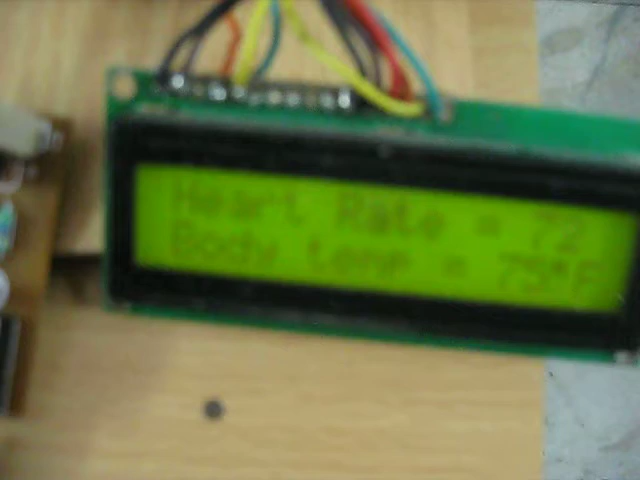 Heart Rate = 72
Body temp = 75°F